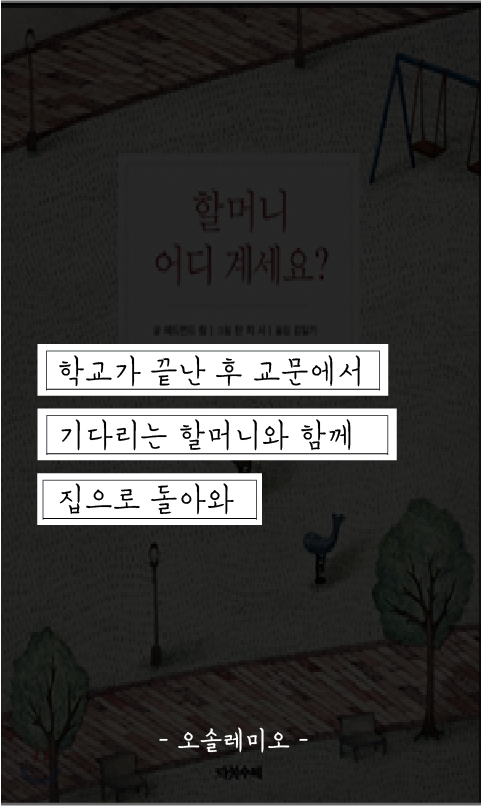 할머니
어디 계세요?
학교가 끝난 후 교문에서
기다리는 할머니와 함께
집으로 돌아와
- 오솔레미오 -